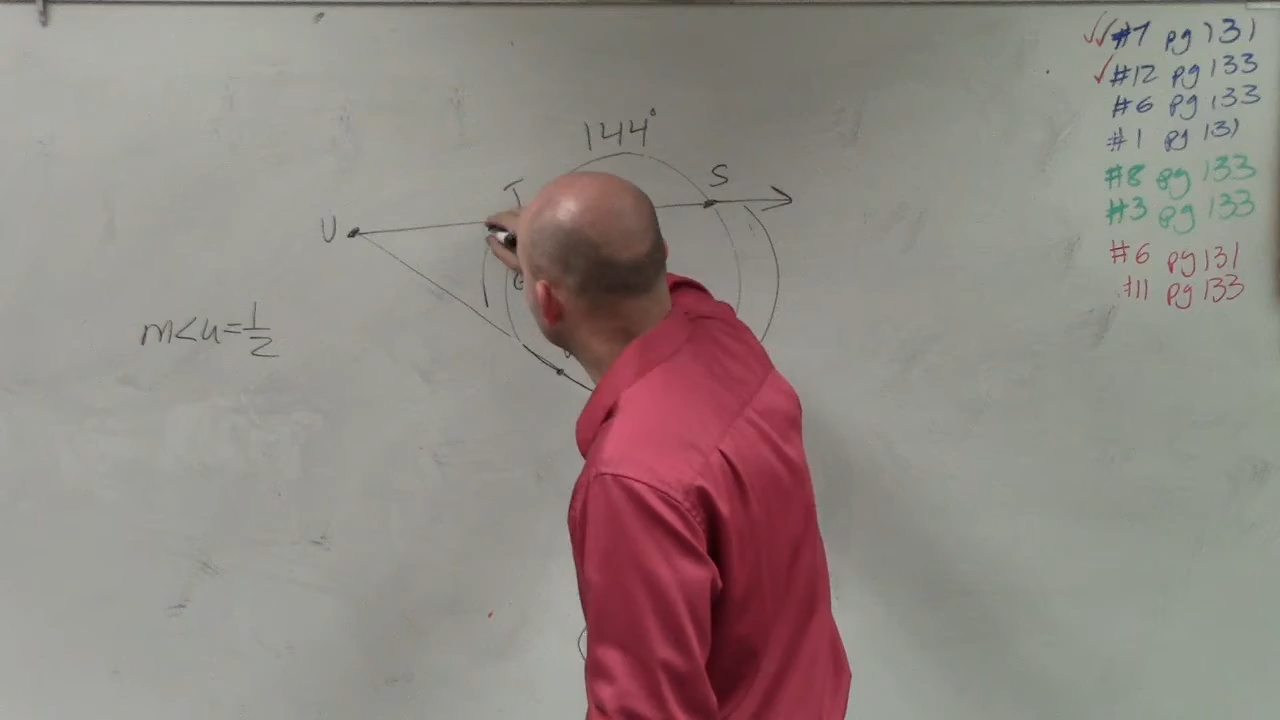 #7 pg 131
#12 pg 133
#6 pg 133
#1 pg 131
#8 pg 133
#3 pg 133
#6 pg 131
#11 pg 133
144°
T
S
U
m<u=1/2